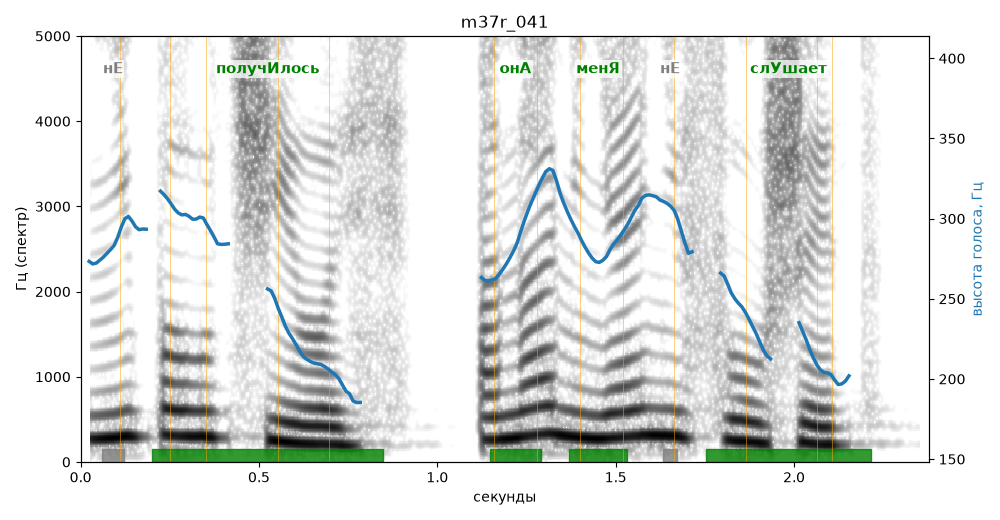 m37r_041
5000
4000
3000
2000
1000
0
Гц (спектр)
нЕ получИлось онА менЯ нЕ слУшает
400
350
300
250
200
150
высота голоса, Гц
0.0 0.5 1.0 1.5 2.0
секунды